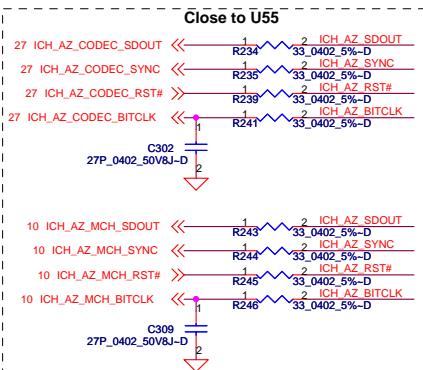 Close to U55
27 ICH_AZ_CODEC_SDOUT 1 2 ICH_AZ_SDOUT
R234 33_0402_5%~D
27 ICH_AZ_CODEC_SYNC 1 2 ICH_AZ_SYNC
R235 33_0402_5%~D
27 ICH_AZ_CODEC_RST# 1 2 ICH_AZ_RST#
R239 33_0402_5%~D
27 ICH_AZ_CODEC_BITCLK 1 2 ICH_AZ_BITCLK
R241 33_0402_5%~D
1
C302
27P_0402_50V8J~D
2
10 ICH_AZ_MCH_SDOUT 1 2 ICH_AZ_SDOUT
R243 33_0402_5%~D
10 ICH_AZ_MCH_SYNC 1 2 ICH_AZ_SYNC
R244 33_0402_5%~D
10 ICH_AZ_MCH_RST# 1 2 ICH_AZ_RST#
R245 33_0402_5%~D
10 ICH_AZ_MCH_BITCLK 1 2 ICH_AZ_BITCLK
R246 33_0402_5%~D
1
C309
27P_0402_50V8J~D
2